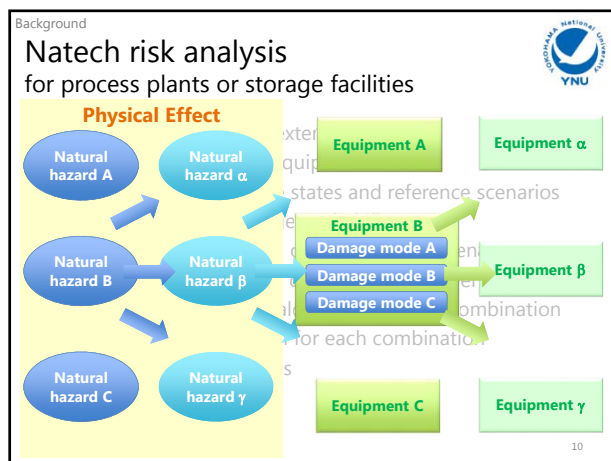 Background
Natech risk analysis
for process plants or storage facilities
YOKOHAMA National University
YNU
Physical Effect
Natural
hazard A
Natural
hazard α
Equipment A
Equipment α
states and reference scenarios
Natural
hazard B
Natural
hazard β
Equipment B
Damage mode A
Damage mode B
Damage mode C
Equipment β
for each combination
Natural
hazard C
Natural
hazard γ
Equipment C
Equipment γ
10